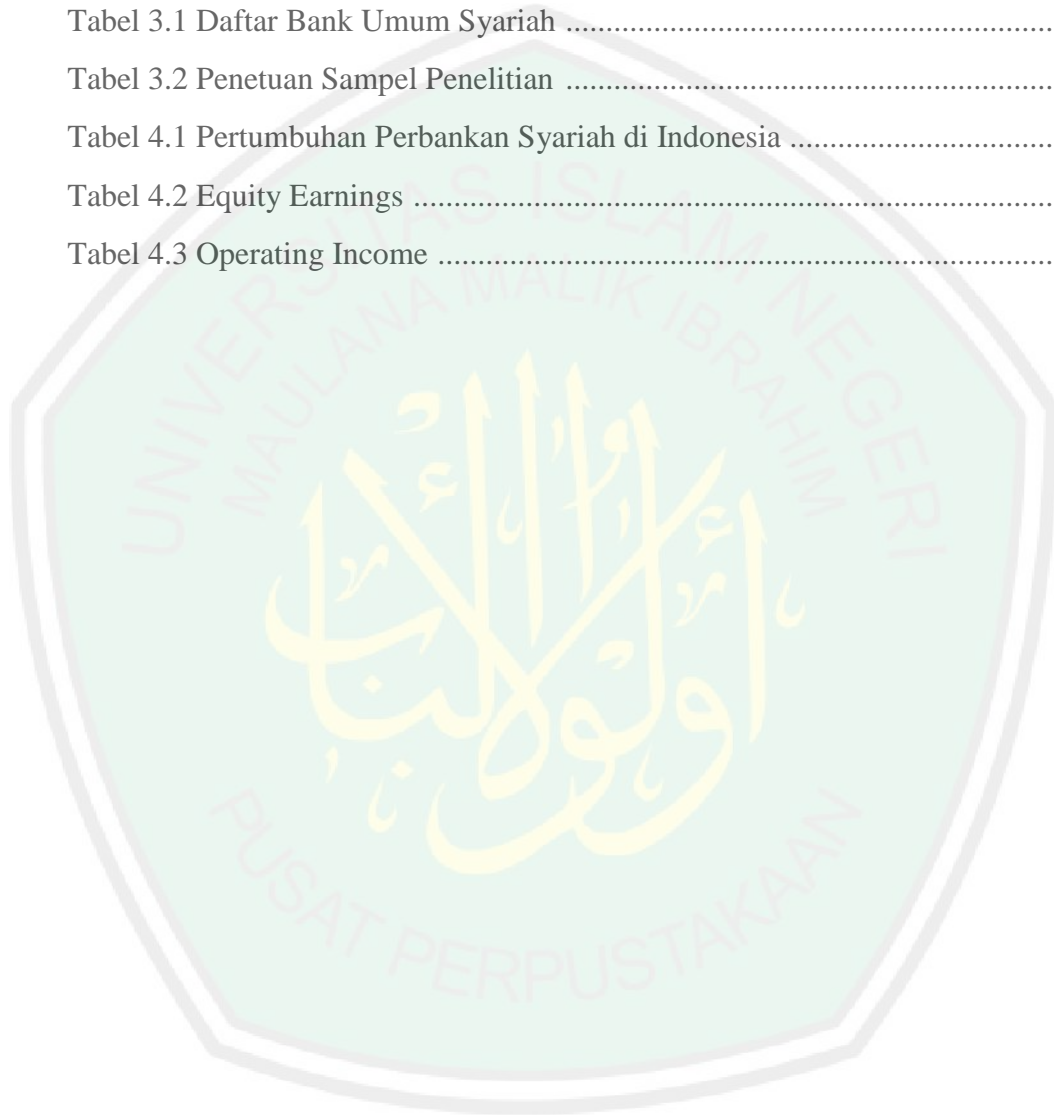 Tabel 3.1 Daftar Bank Umum Syariah ............................................................
Tabel 3.2 Penetuan Sampel Penelitian ............................................................
Tabel 4.1 Pertumbuhan Perbankan Syariah di Indonesia .................................
Tabel 4.2 Equity Earnings ...............................................................................
Tabel 4.3 Operating Income ............................................................................
UNIVERSITAS ISLAM NEGERI
MAULANA MALIK IBRAHIM
أولوا الألباب
PUSAT PERPUSTAKAAN